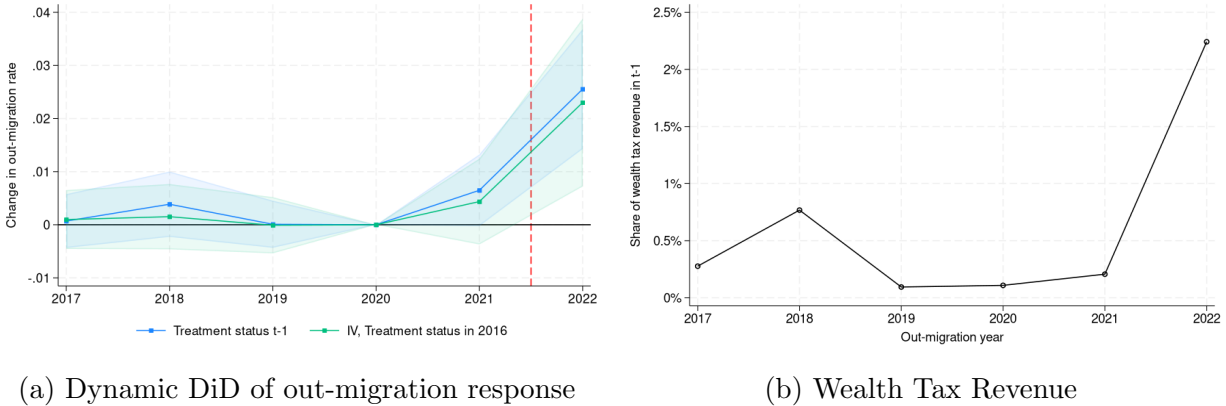 Change in out-migration rate
.04
.03
.02
.01
0
-.01
2017 2018 2019 2020 2021 2022
Treatment status t-1 IV, Treatment status in 2016
(a) Dynamic DiD of out-migration response
Share of wealth tax revenue in t-1
2.5%
2%
1.5%
1%
0.5%
0%
2017 2018 2019 2020 2021 2022
Out-migration year
(b) Wealth Tax Revenue